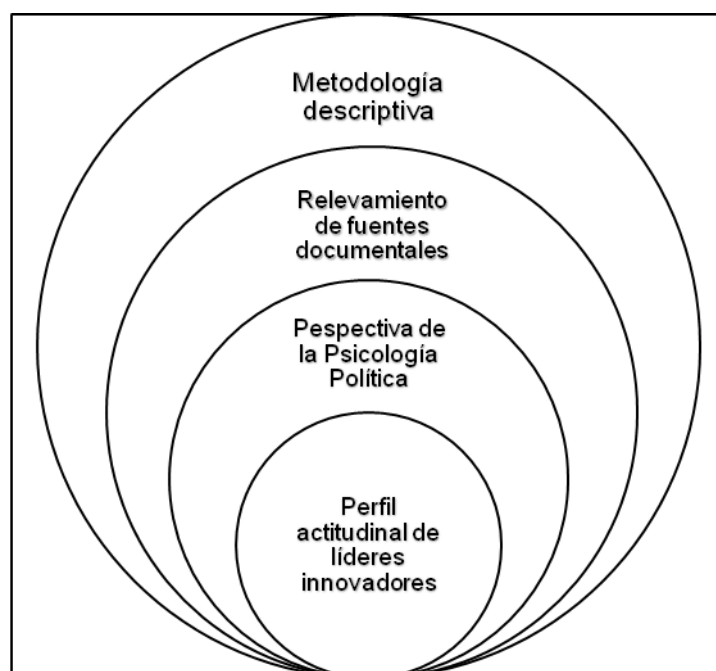 Metodología
descriptiva
Relevamiento
de fuentes
documentales
Pespectiva de
la Psicología
Política
Perfil
actitudinal de
líderes
innovadores